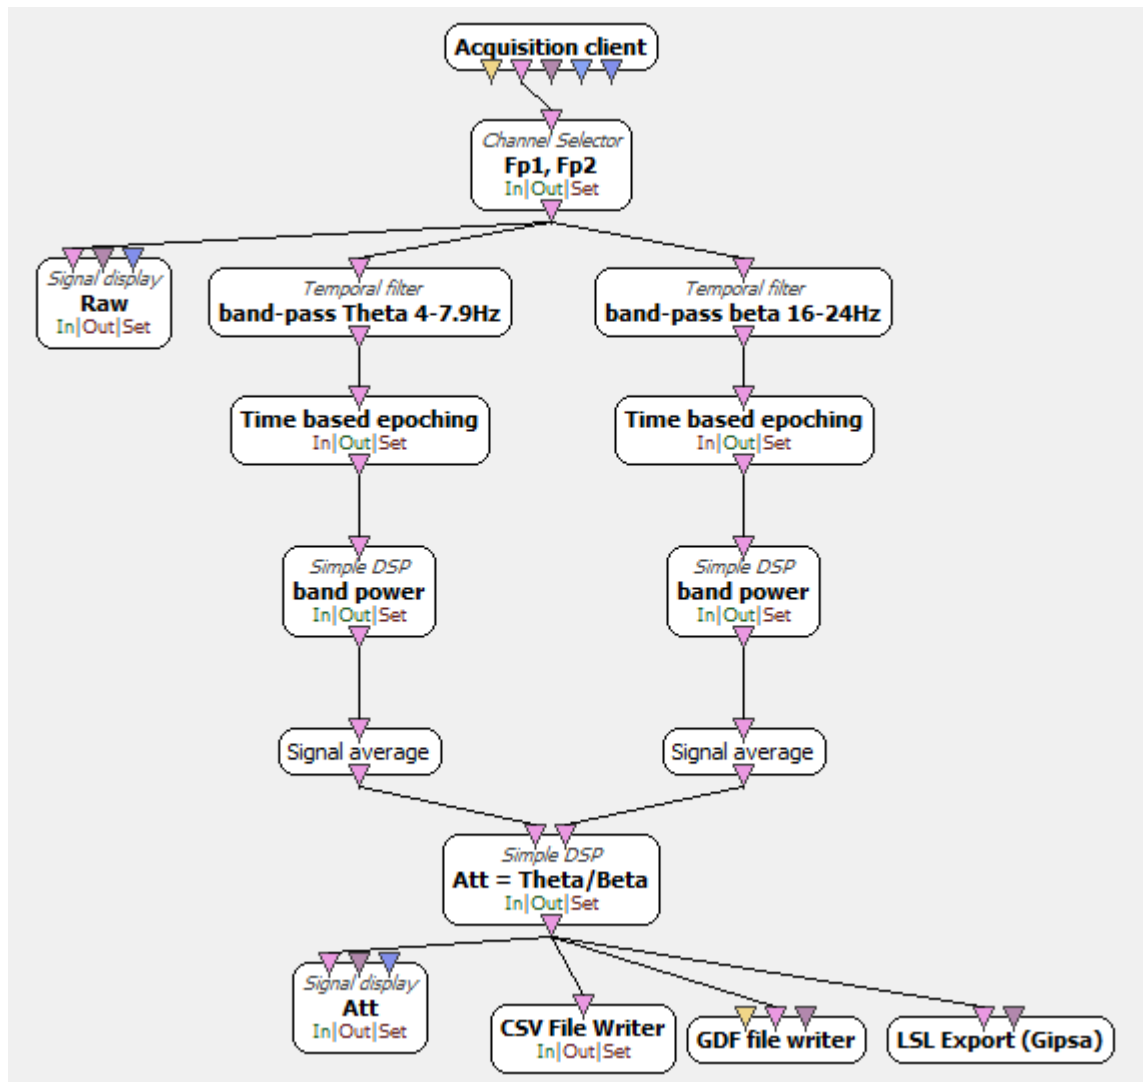 Acquisition client
Channel Selector
Fp1, Fp2
In|Out|Set
Signal display
Raw
In|Out|Set
Temporal filter
band-pass Theta 4-7.9Hz
Temporal filter
band-pass beta 16-24Hz
Time based epoching
In|Out|Set
Time based epoching
In|Out|Set
Simple DSP
band power
In|Out|Set
Simple DSP
band power
In|Out|Set
Signal average
Signal average
Simple DSP
Att = Theta/Beta
In|Out|Set
Signal display
Att
In|Out|Set
CSV File Writer
In|Out|Set
GDF file writer
LSL Export (Gipsa)